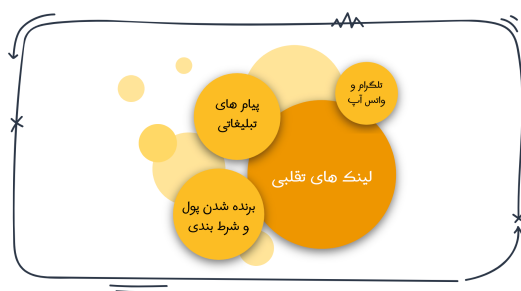 تلگرام و
واتس آپ
پیام های
تبلیغاتی
لینک های تقلبی
برنده شدن پول
و شرط بندی